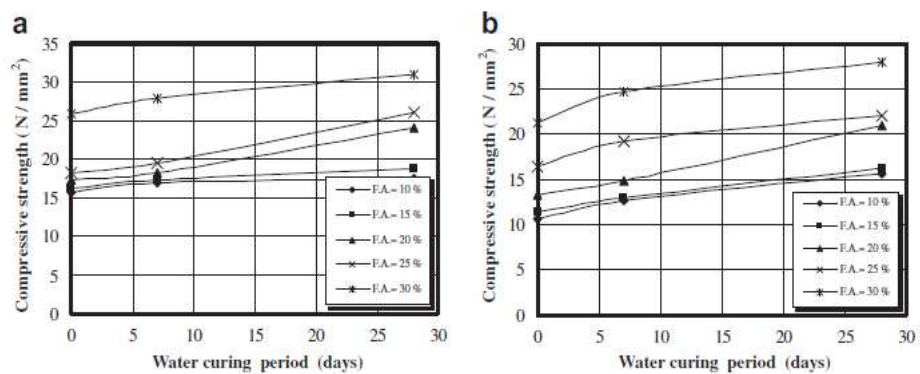 a
Compressive strength ( N / mm²)
35
30
25
20
15
10
5
0
0 5 10 15 20 25 30
Water curing period (days)
F.A.= 10 %
F.A.= 15 %
F.A.= 20 %
F.A.= 25 %
F.A.= 30 %
b
Compressive strength ( N / mm²)
30
25
20
15
10
5
0
0 5 10 15 20 25 30
Water curing period (days)
F.A.= 10 %
F.A.= 15 %
F.A.= 20 %
F.A.= 25 %
F.A.= 30 %